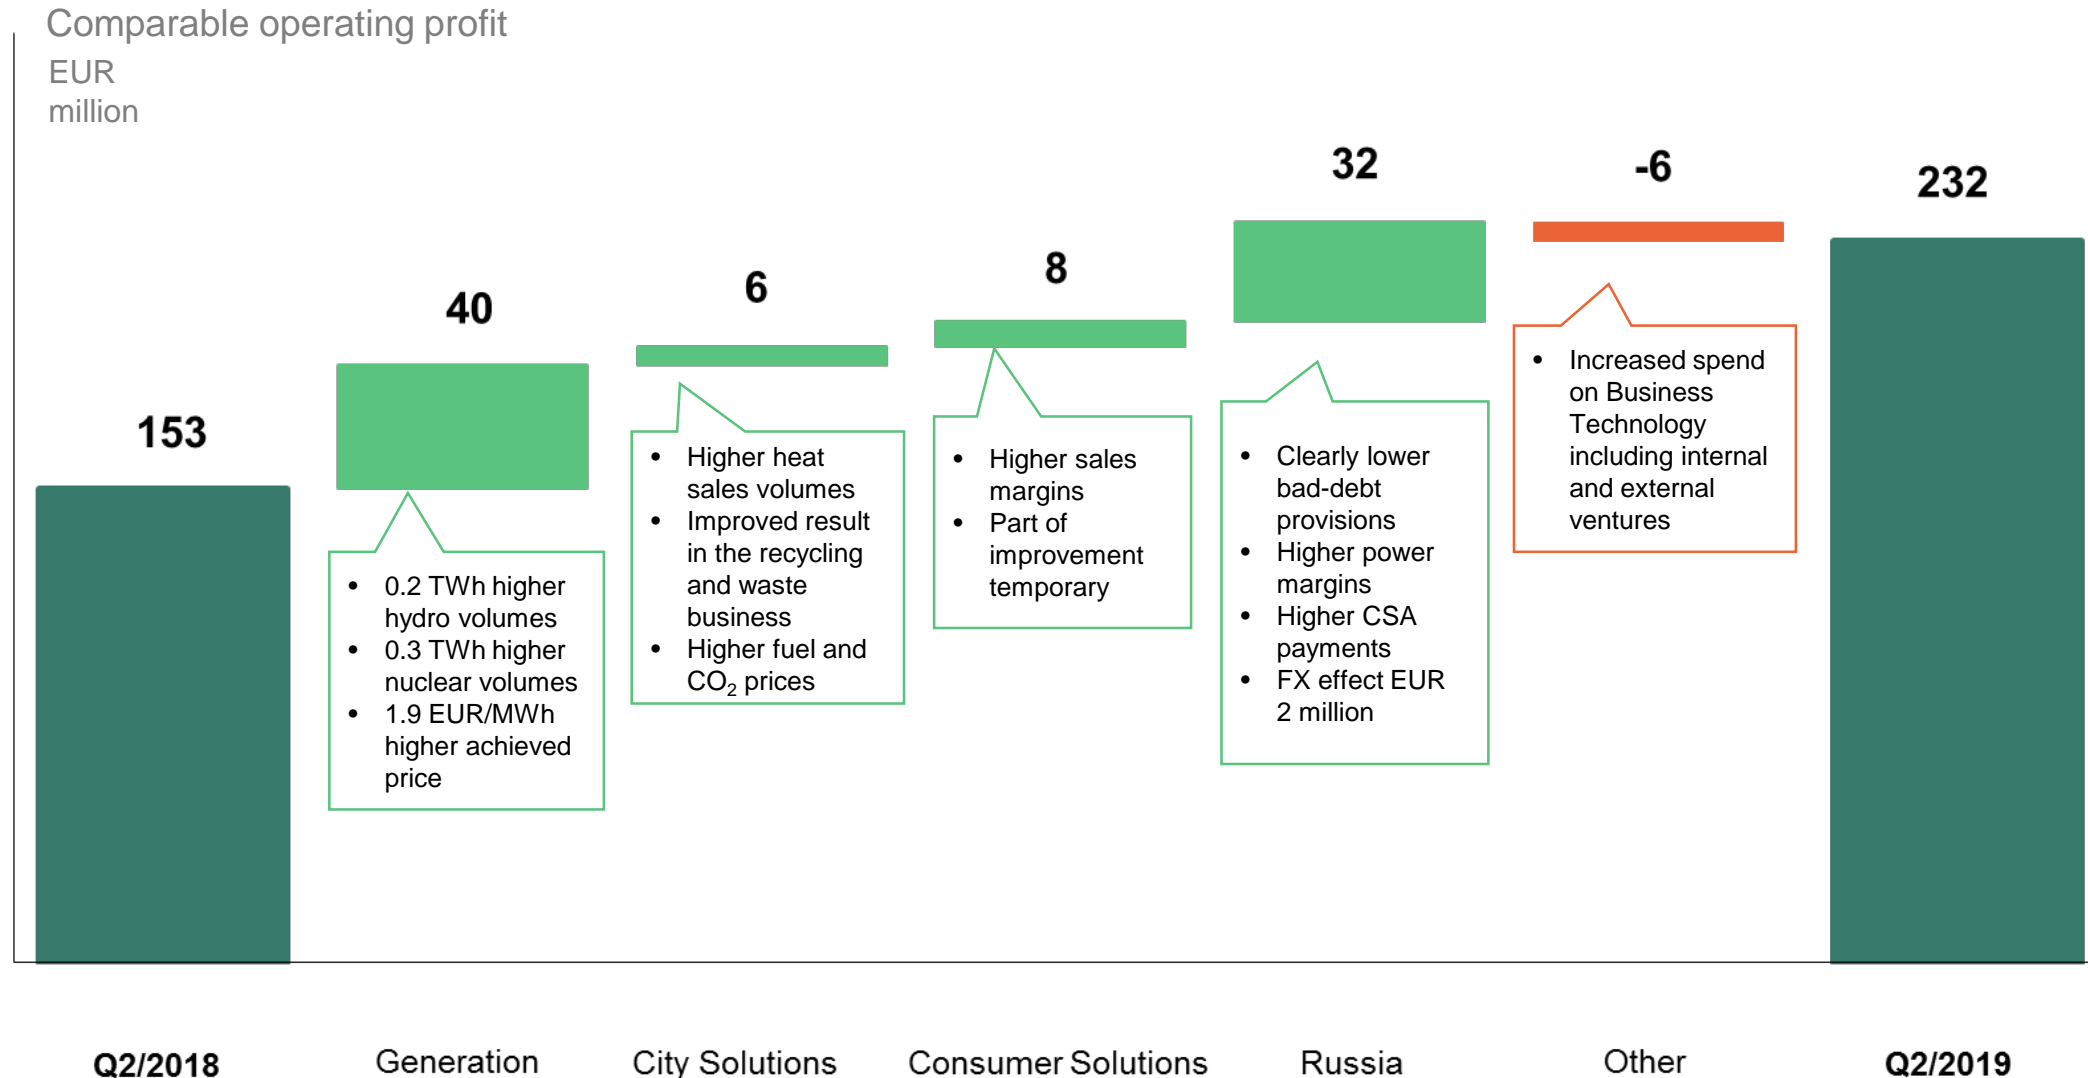 Comparable operating profit
EUR
million
153
40
6
8
32
-6
232
• 0.2 TWh higher
hydro volumes
• 0.3 TWh higher
nuclear volumes
• 1.9 EUR/MWh
higher achieved
price
• Higher heat
sales volumes
• Improved result
in the recycling
and waste
business
• Higher fuel and
CO₂ prices
• Higher sales
margins
• Part of
improvement
temporary
• Clearly lower
bad-debt
provisions
• Higher power
margins
• Higher CSA
payments
• FX effect EUR
2 million
• Increased spend
on Business
Technology
including internal
and external
ventures
Q2/2018
Generation
City Solutions
Consumer Solutions
Russia
Other
Q2/2019